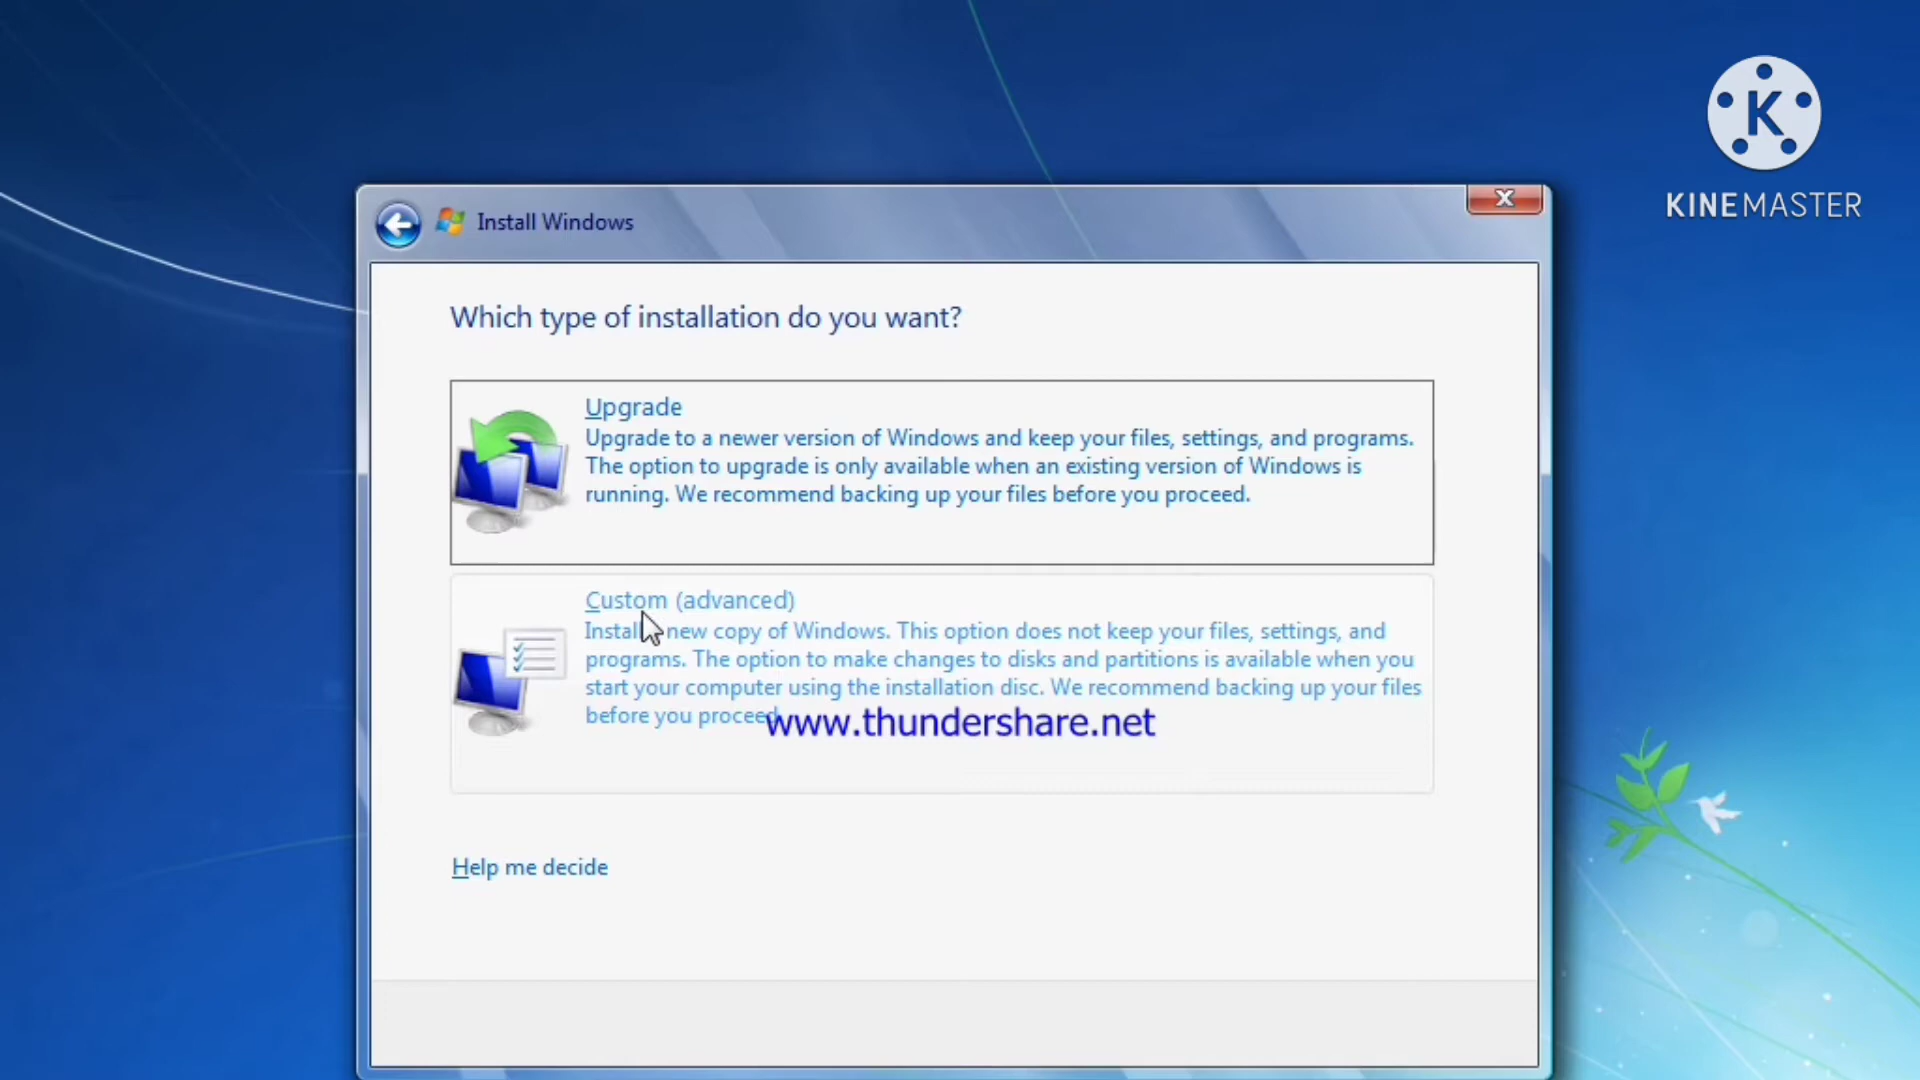 K
KINEMASTER
Install Windows
Which type of installation do you want?
Upgrade
Upgrade to a newer version of Windows and keep your files, settings, and programs.
The option to upgrade is only available when an existing version of Windows is
running. We recommend backing up your files before you proceed.
Custom (advanced)
Install new copy of Windows. This option does not keep your files, settings, and
programs. The option to make changes to disks and partitions is available when you
start your computer using the installation disc. We recommend backing up your files
before you proceed
www.thundershare.net
Help me decide